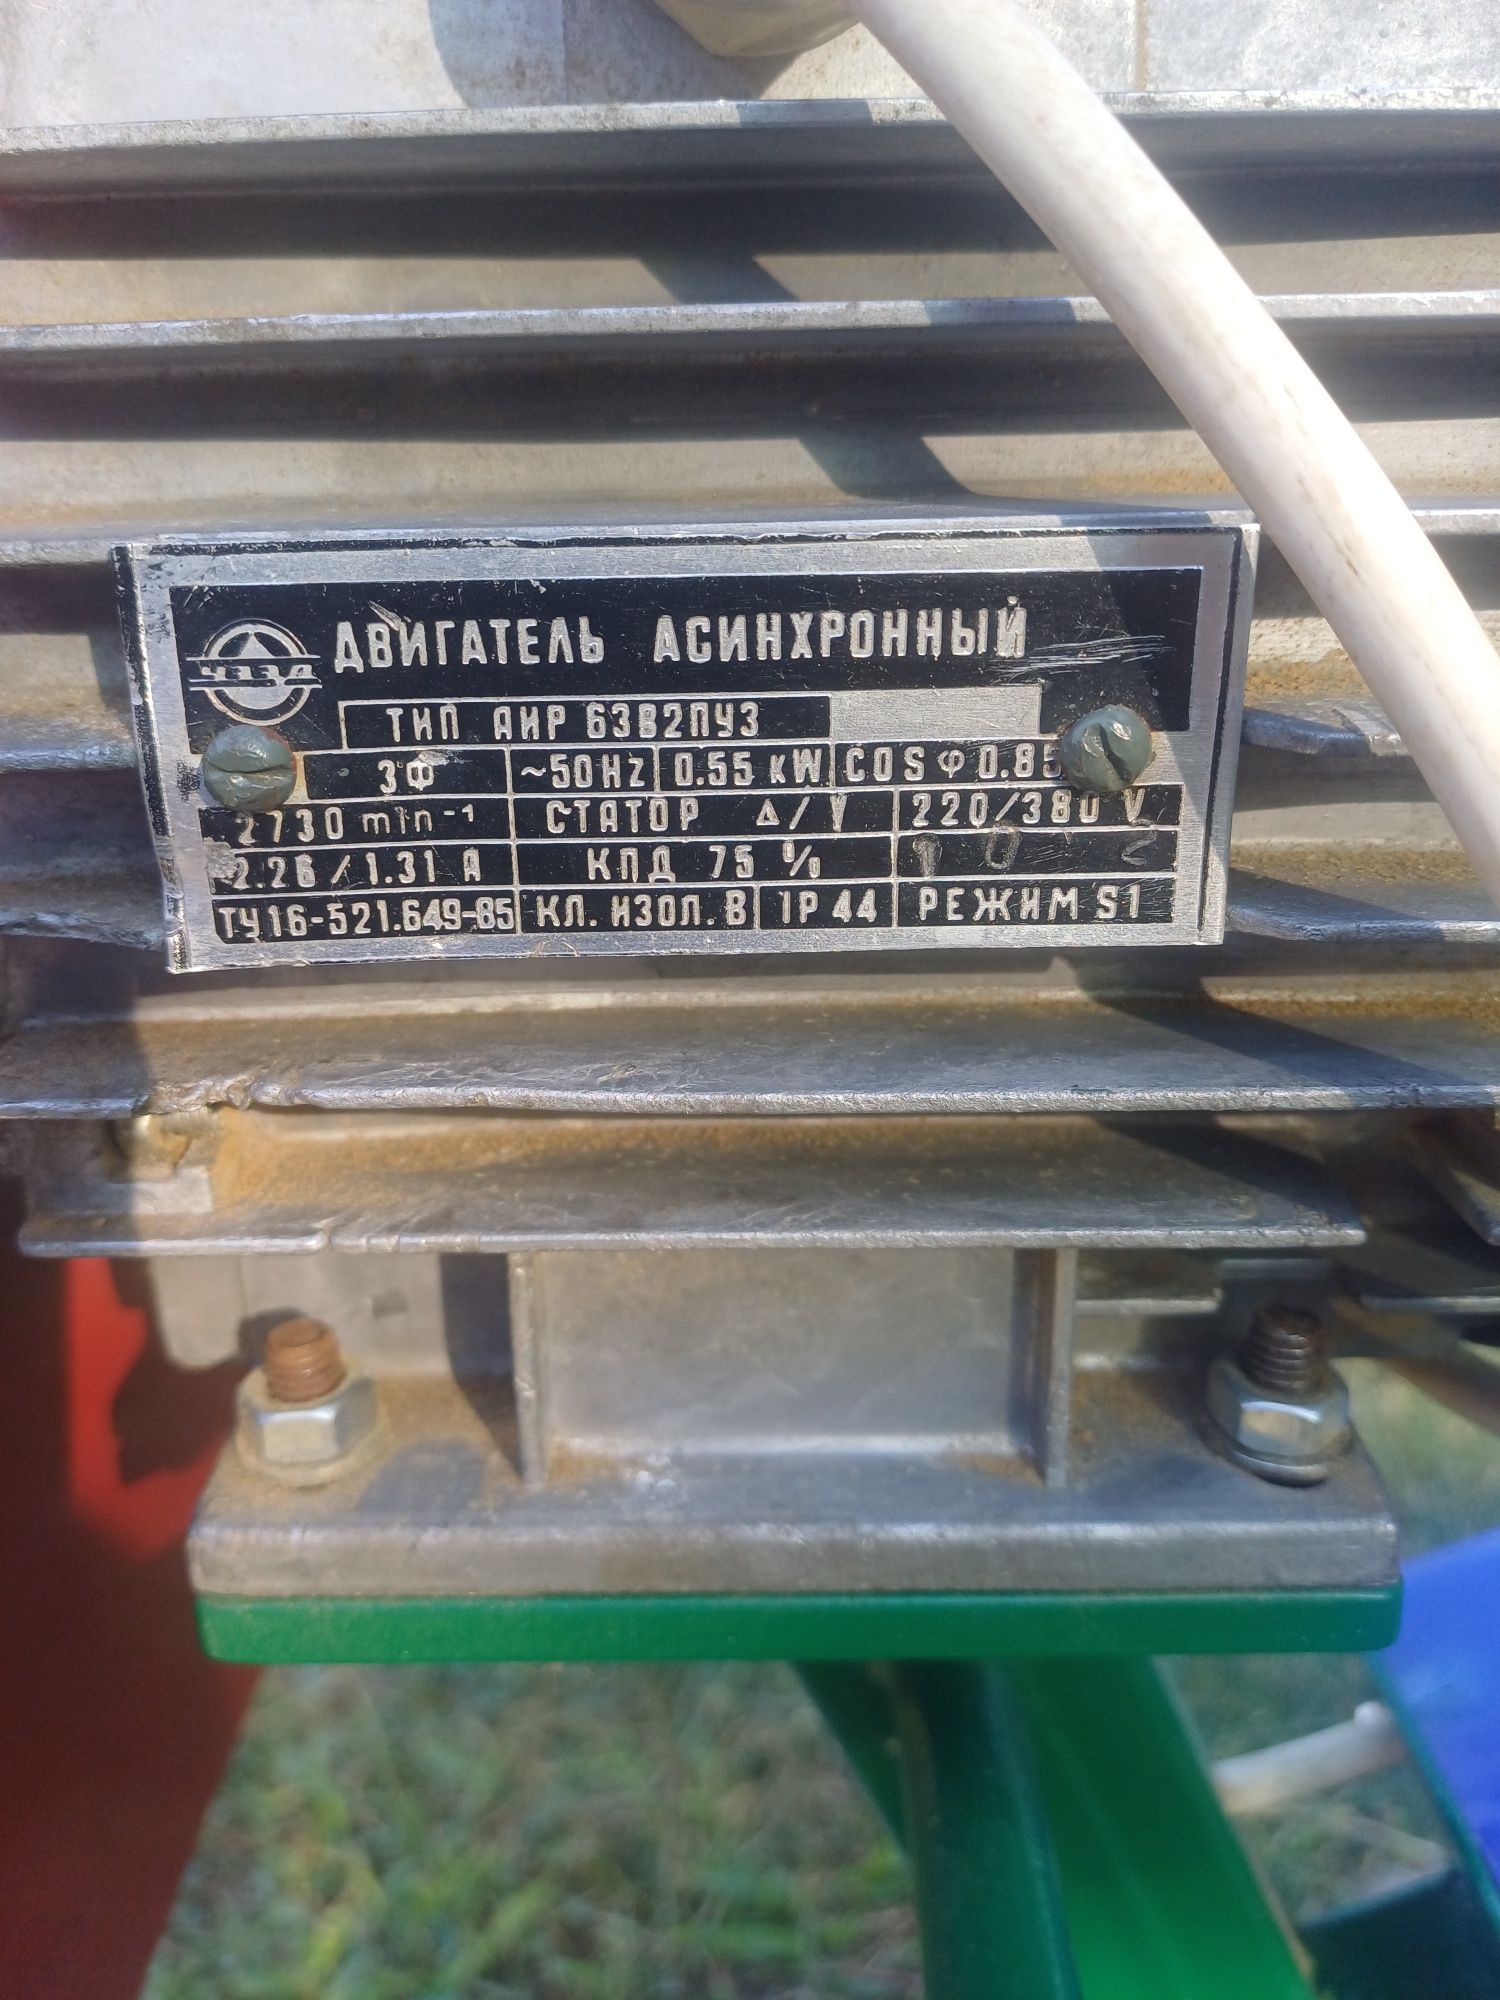 ДВИГАТЕЛЬ АСИНХРОННЫЙ
ЧЭЗЛ
ТИП АИР 63В2ПУ3
3Ф ~50Hz 0.55 kW COS φ 0.85
2730 min⁻¹ СТАТОР Δ/Y 220/380 V
2.26 / 1.31 А КПД 75 %
ТУ16-521.649-85 КЛ. ИЗОЛ. В IP 44 РЕЖИМ S1